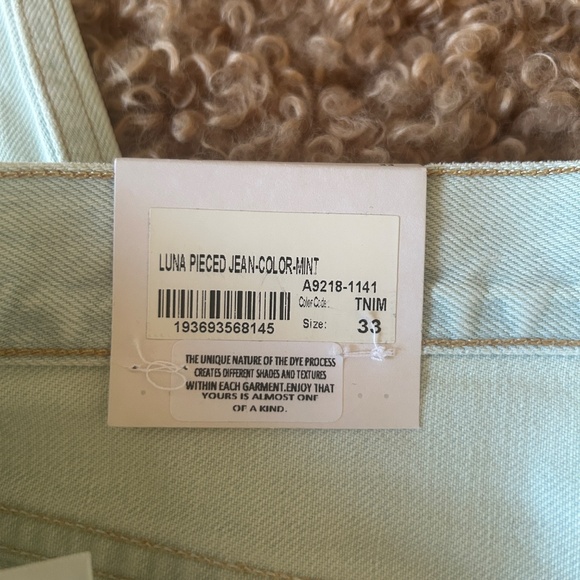 LUNA PIECED JEAN-COLOR-MINT
A9218-1141
Color Code: TNIM
193693568145
Size: 33
THE UNIQUE NATURE OF THE DYE PROCESS
CREATES DIFFERENT SHADES AND TEXTURES
WITHIN EACH GARMENT.ENJOY THAT
YOURS IS ALMOST ONE
OF A KIND.